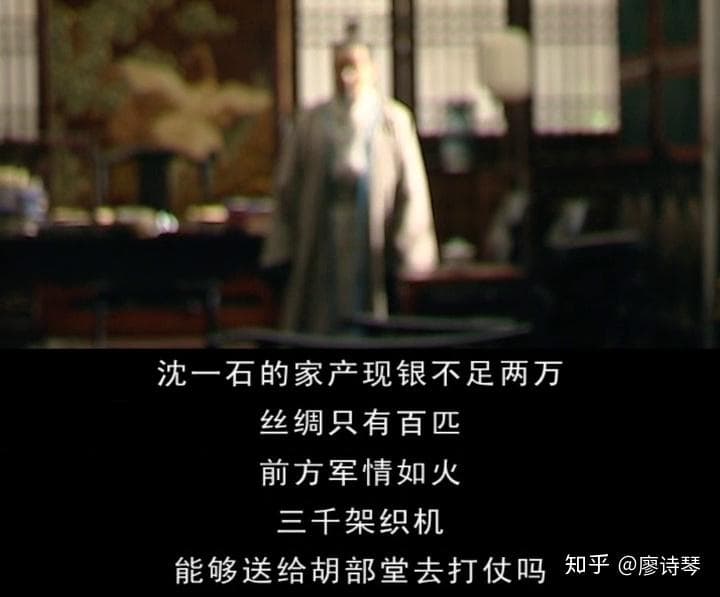 沈一石的家产现银不足两万
丝绸只有百匹
前方军情如火
三千架织机
能够送给胡部堂去打仗吗
知乎 @廖诗琴